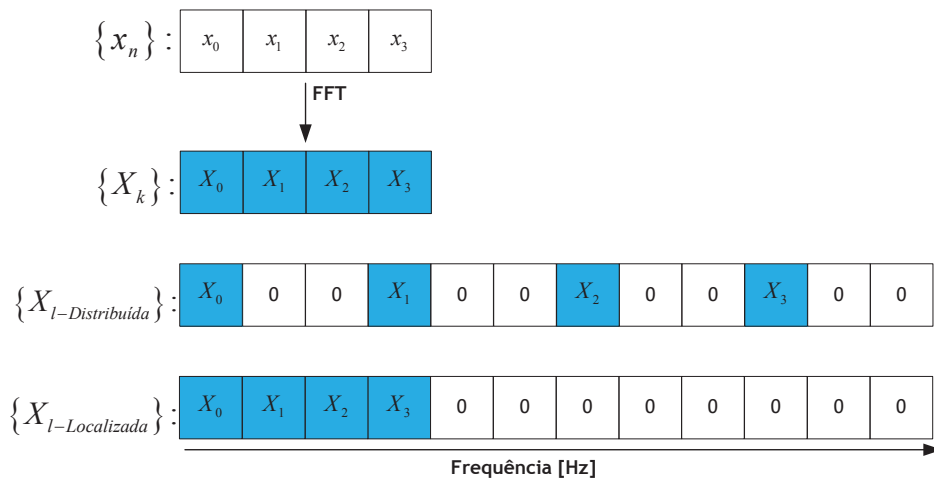 {x_n}: x_0 x_1 x_2 x_3
FFT
{X_k}: X_0 X_1 X_2 X_3
{X_{l-Distribuída}}: X_0 0 0 X_1 0 0 X_2 0 0 X_3 0 0
{X_{l-Localizada}}: X_0 X_1 X_2 X_3 0 0 0 0 0 0 0 0
Frequência [Hz]